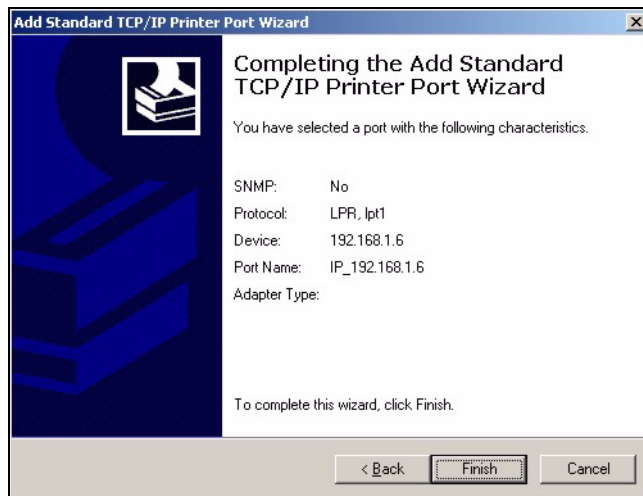 Add Standard TCP/IP Printer Port Wizard
Completing the Add Standard
TCP/IP Printer Port Wizard
You have selected a port with the following characteristics.
SNMP: No
Protocol: LPR, lpt1
Device: 192.168.1.6
Port Name: IP_192.168.1.6
Adapter Type:
To complete this wizard, click Finish.
< Back Finish Cancel